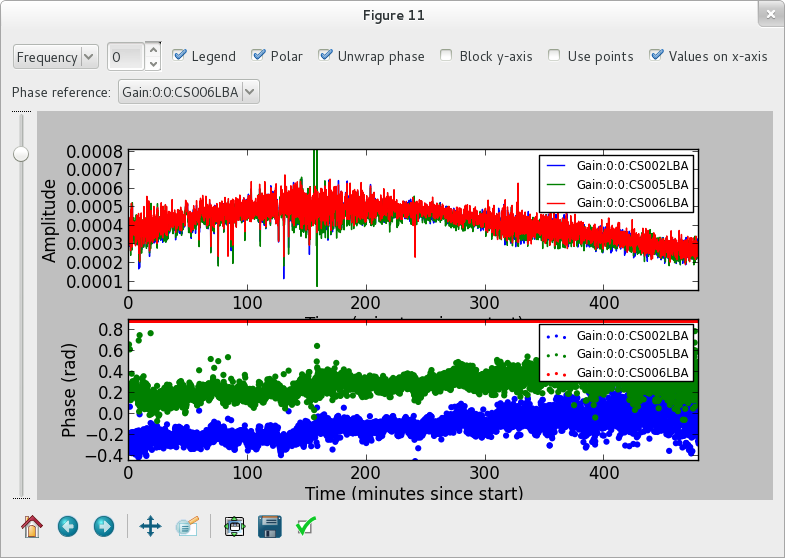 Figure 11
Frequency 0 Legend Polar Unwrap phase Block y-axis Use points Values on x-axis
Phase reference: Gain:0:0:CS006LBA
Amplitude
0.0008
0.0007
0.0006
0.0005
0.0004
0.0003
0.0002
0.0001
Gain:0:0:CS002LBA
Gain:0:0:CS005LBA
Gain:0:0:CS006LBA
0 100 200 300 400
Time (minutes since start)
Phase (rad)
0.8
0.6
0.4
0.2
0.0
−0.2
−0.4
Gain:0:0:CS002LBA
Gain:0:0:CS005LBA
Gain:0:0:CS006LBA
0 100 200 300 400
Time (minutes since start)